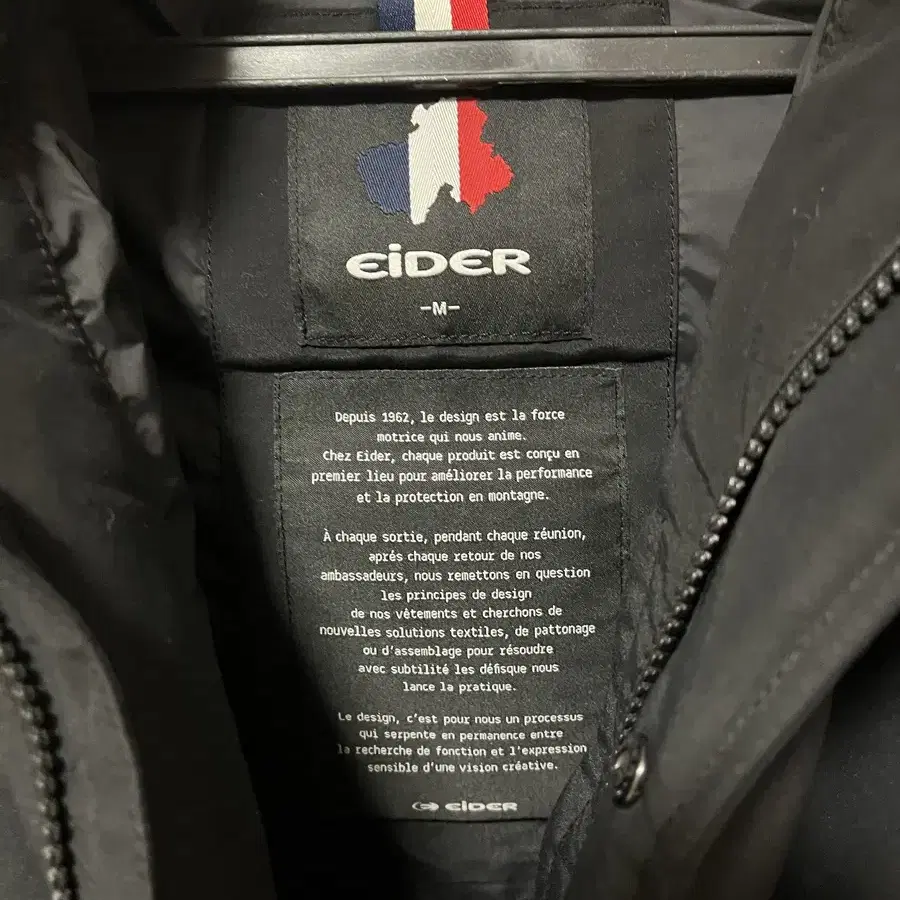 EiDER
-M-
Depuis 1962, le design est la force
motrice qui nous anime.
Chez Eider, chaque produit est conçu en
premier lieu pour améliorer la performance
et la protection en montagne.
À chaque sortie, pendant chaque réunion,
aprés chaque retour de nos
ambassadeurs, nous remettons en question
les principes de design
de nos vêtements et cherchons de
nouvelles solutions textiles, de pattonage
ou d'assemblage pour résoudre
avec subtilité les défisque nous
lance la pratique.
Le design, c'est pour nous un processus
qui serpente en permanence entre
la recherche de fonction et l'expression
sensible d'une vision créative.
EiDER